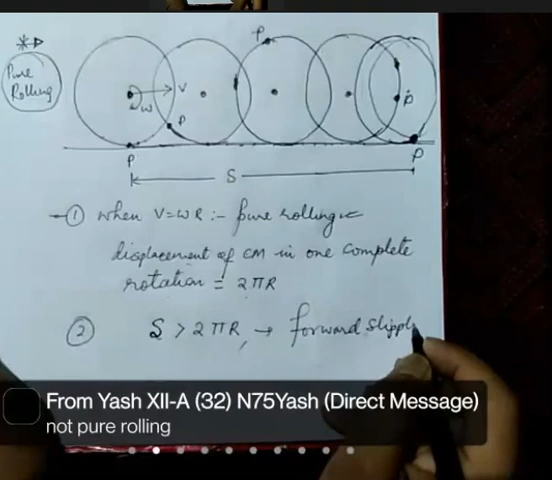 Pure
Rolling
P
V
ω
P
P
P
P
S
① when V=ωR :- pure rolling
displacement of CM in one complete
rotation = 2πR
② S > 2πR, → forward slipp
From Yash XII-A (32) N75Yash (Direct Message)
not pure rolling